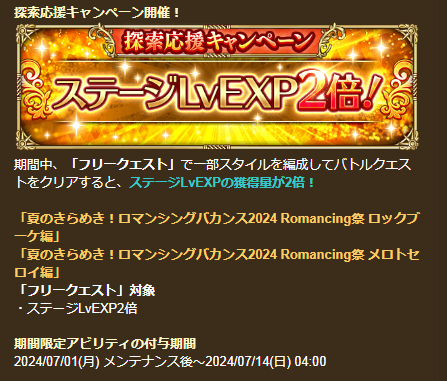 探索応援キャンペーン開催！
探索応援キャンペーン
ステージLvEXP2倍!
期間中、「フリークエスト」で一部スタイルを編成してバトルクエス
トをクリアすると、ステージLvEXPの獲得量が2倍！
「夏のきらめき！ロマンシングバカンス2024 Romancing祭 ロックブ
ーケ編」
「夏のきらめき！ロマンシングバカンス2024 Romancing祭 メロトセ
ロイ編」
「フリークエスト」対象
・ステージLvEXP2倍
期間限定アビリティの付与期間
2024/07/01(月) メンテナンス後～2024/07/14(日) 04:00